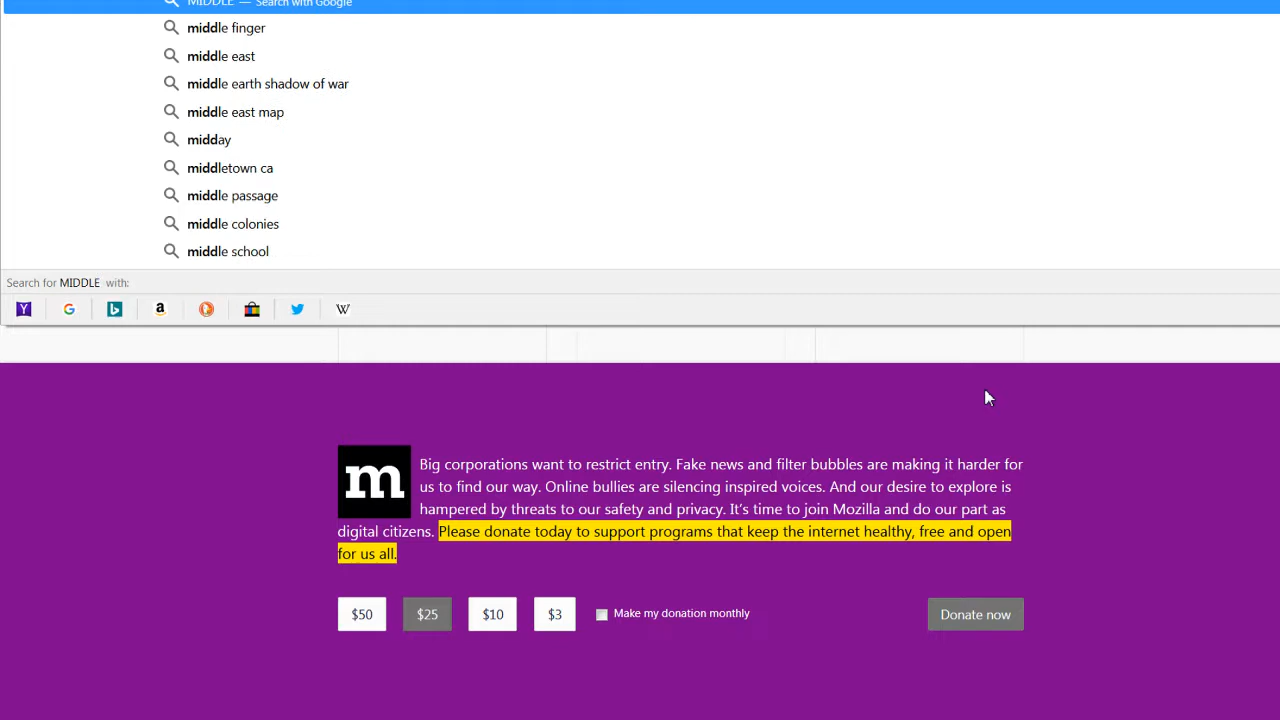 MIDDLE — Search with Google
middle finger
middle east
middle earth shadow of war
middle east map
midday
middletown ca
middle passage
middle colonies
middle school
Search for MIDDLE with:
Y G b a W
m
Big corporations want to restrict entry. Fake news and filter bubbles are making it harder for
us to find our way. Online bullies are silencing inspired voices. And our desire to explore is
hampered by threats to our safety and privacy. It's time to join Mozilla and do our part as
digital citizens. Please donate today to support programs that keep the internet healthy, free and open
for us all.
$50 $25 $10 $3 Make my donation monthly Donate now